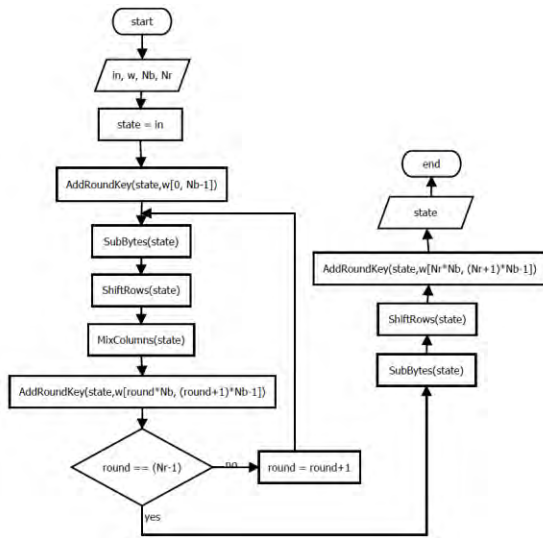 start
in, w, Nb, Nr
state = in
AddRoundKey(state,w[0, Nb-1])
SubBytes(state)
ShiftRows(state)
MixColumns(state)
AddRoundKey(state,w[round*Nb, (round+1)*Nb-1])
round == (Nr-1)
no
round = round+1
yes
SubBytes(state)
ShiftRows(state)
AddRoundKey(state,w[Nr*Nb, (Nr+1)*Nb-1])
state
end